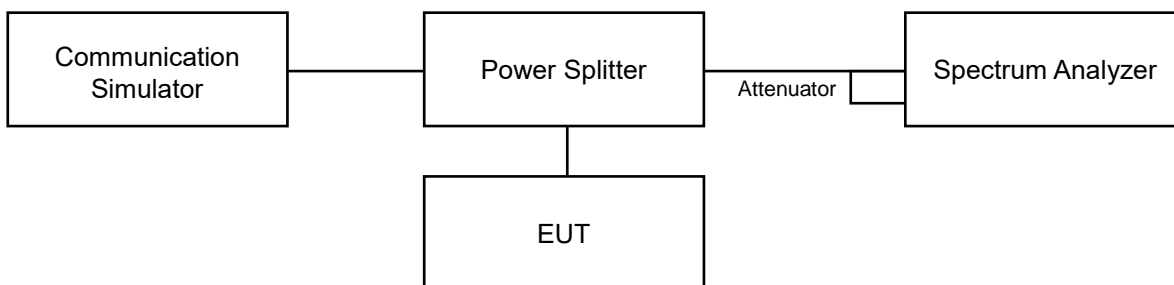 Communication
Simulator
Power Splitter
Attenuator
Spectrum Analyzer
EUT